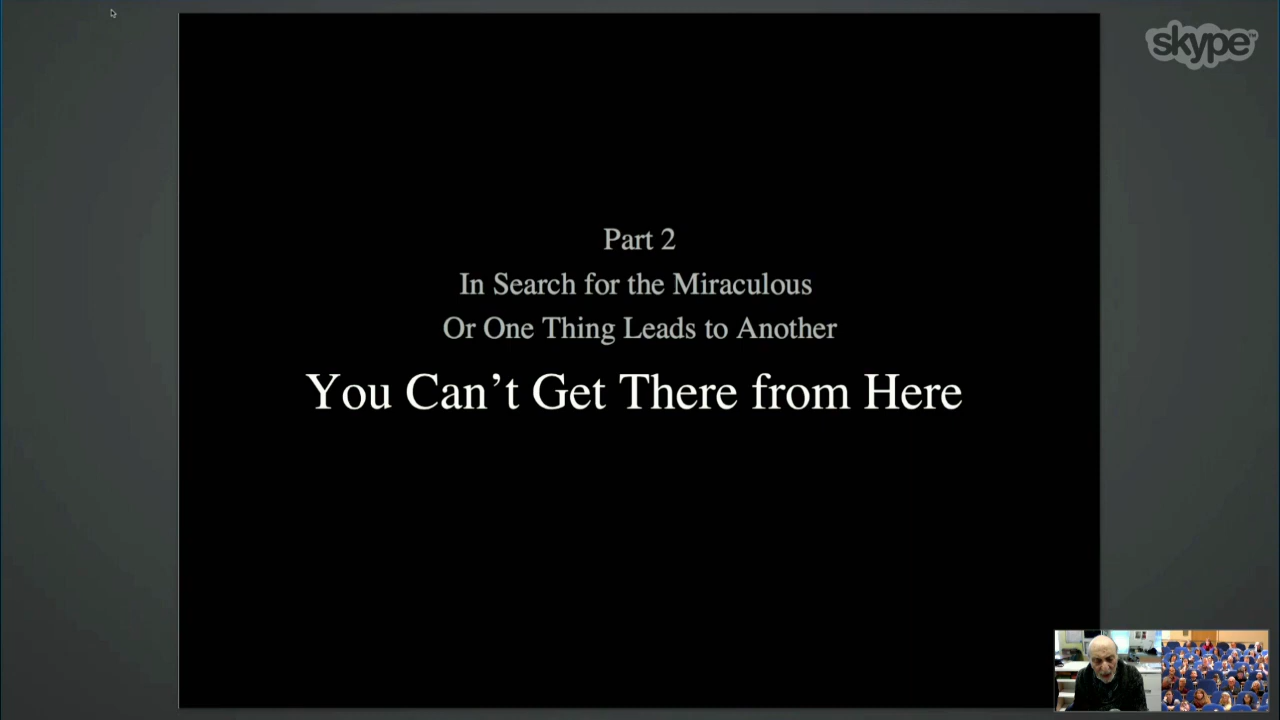 skype
Part 2
In Search for the Miraculous
Or One Thing Leads to Another
You Can’t Get There from Here